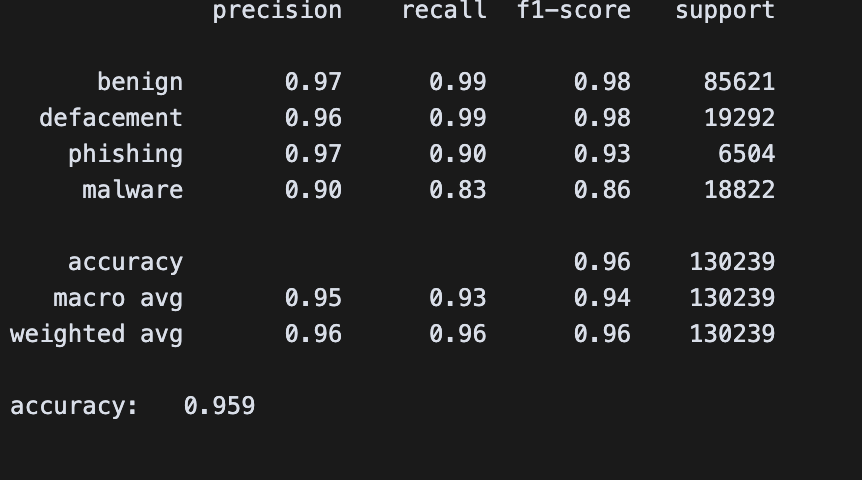 precision recall f1-score support
benign 0.97 0.99 0.98 85621
defacement 0.96 0.99 0.98 19292
phishing 0.97 0.90 0.93 6504
malware 0.90 0.83 0.86 18822
accuracy 0.96 130239
macro avg 0.95 0.93 0.94 130239
weighted avg 0.96 0.96 0.96 130239
accuracy: 0.959